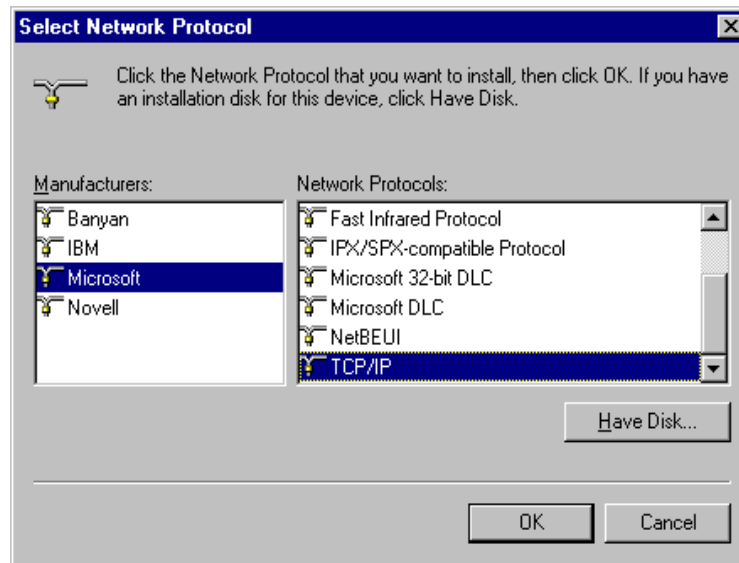 Select Network Protocol
Click the Network Protocol that you want to install, then click OK. If you have
an installation disk for this device, click Have Disk.
Manufacturers:
Banyan
IBM
Microsoft
Novell
Network Protocols:
Fast Infrared Protocol
IPX/SPX-compatible Protocol
Microsoft 32-bit DLC
Microsoft DLC
NetBEUI
TCP/IP
Have Disk...
OK
Cancel